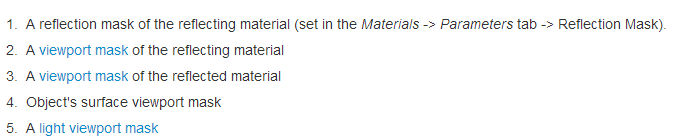 1. A reflection mask of the reflecting material (set in the Materials -> Parameters tab -> Reflection Mask).
2. A viewport mask of the reflecting material
3. A viewport mask of the reflected material
4. Object's surface viewport mask
5. A light viewport mask